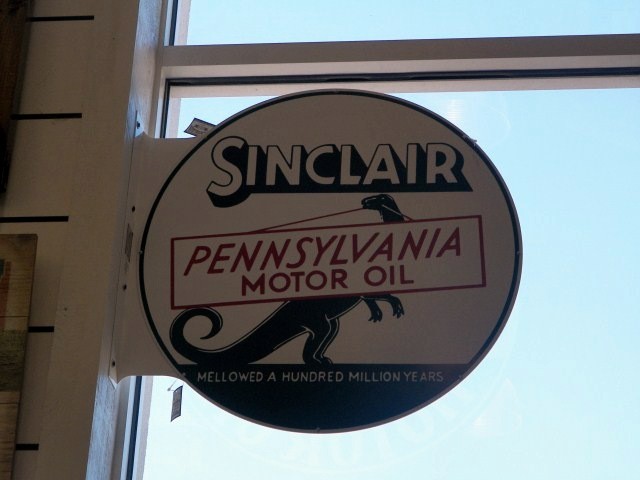 SINCLAIR
PENNSYLVANIA
MOTOR OIL
MELLOWED A HUNDRED MILLION YEARS